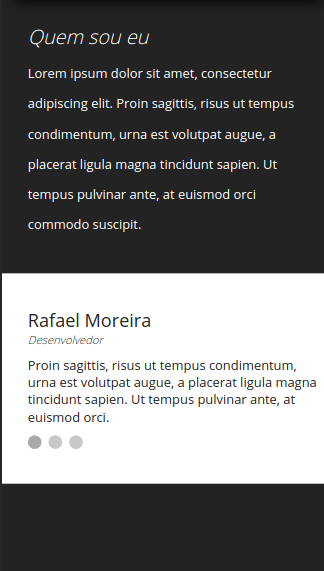 Quem sou eu
Lorem ipsum dolor sit amet, consectetur
adipiscing elit. Proin sagittis, risus ut tempus
condimentum, urna est volutpat augue, a
placerat ligula magna tincidunt sapien. Ut
tempus pulvinar ante, at euismod orci
commodo suscipit.
Rafael Moreira
Desenvolvedor
Proin sagittis, risus ut tempus condimentum,
urna est volutpat augue, a placerat ligula magna
tincidunt sapien. Ut tempus pulvinar ante, at
euismod orci.